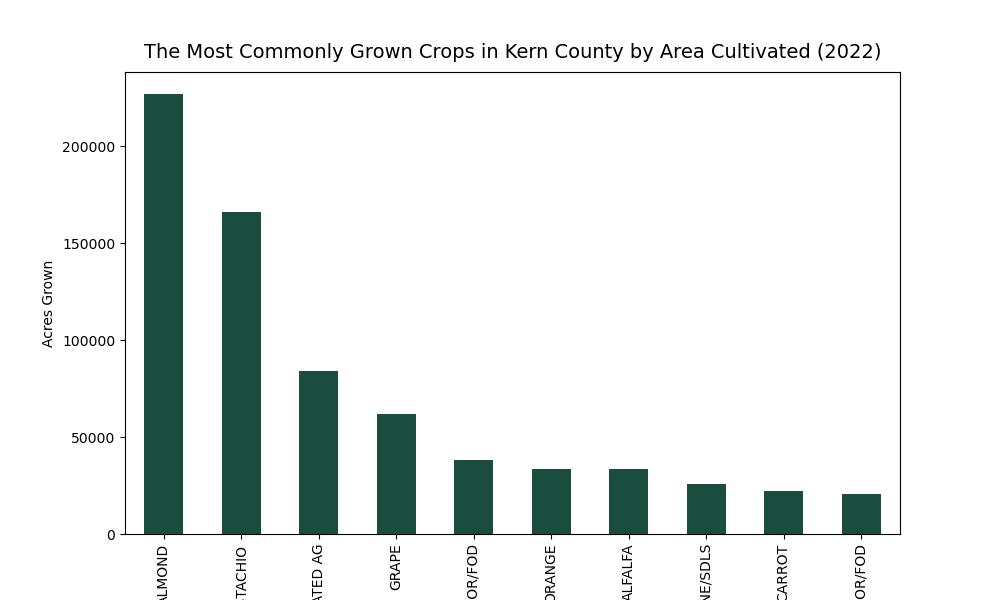 The Most Commonly Grown Crops in Kern County by Area Cultivated (2022)
Acres Grown
200000
150000
100000
50000
0
ALMOND
TACHIO
ATED AG
GRAPE
OR/FOD
ORANGE
ALFALFA
NE/SDLS
CARROT
OR/FOD